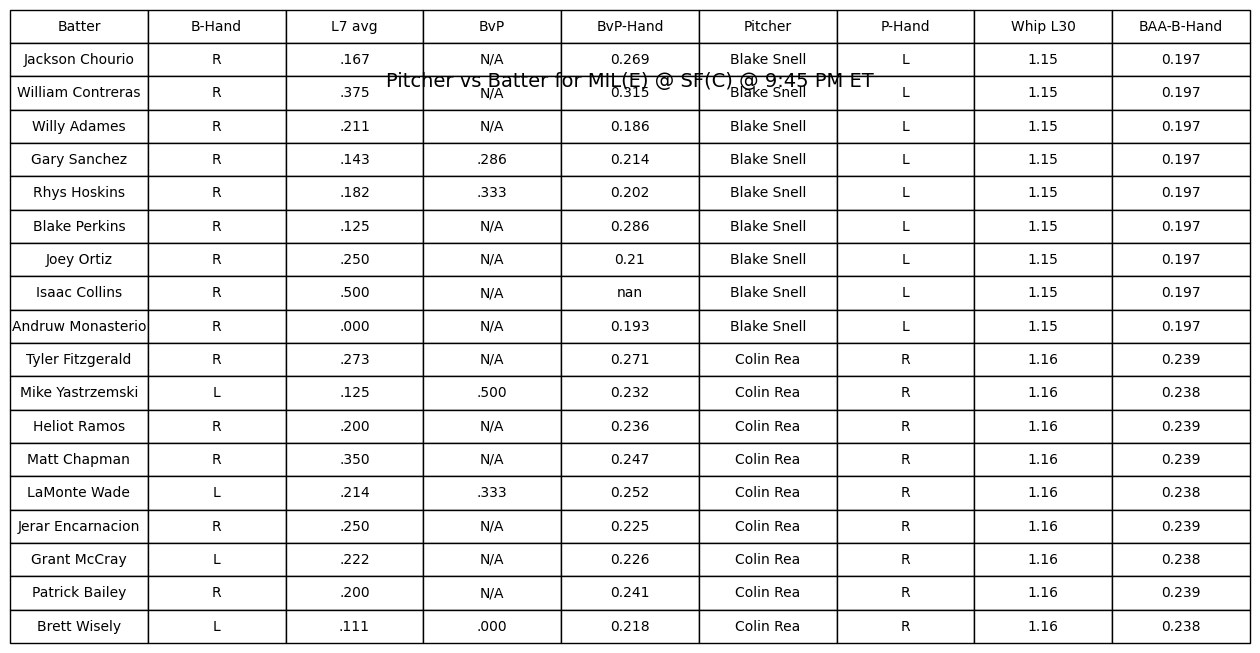 Batter B-Hand L7 avg BvP BvP-Hand Pitcher P-Hand Whip L30 BAA-B-Hand
Jackson Chourio R .167 N/A 0.269 Blake Snell L 1.15 0.197
Pitcher vs Batter for MIL(E) @ SF(C) @ 9:45 PM ET
William Contreras R .375 N/A 0.315 Blake Snell L 1.15 0.197
Willy Adames R .211 N/A 0.186 Blake Snell L 1.15 0.197
Gary Sanchez R .143 .286 0.214 Blake Snell L 1.15 0.197
Rhys Hoskins R .182 .333 0.202 Blake Snell L 1.15 0.197
Blake Perkins R .125 N/A 0.286 Blake Snell L 1.15 0.197
Joey Ortiz R .250 N/A 0.21 Blake Snell L 1.15 0.197
Isaac Collins R .500 N/A nan Blake Snell L 1.15 0.197
Andruw Monasterio R .000 N/A 0.193 Blake Snell L 1.15 0.197
Tyler Fitzgerald R .273 N/A 0.271 Colin Rea R 1.16 0.239
Mike Yastrzemski L .125 .500 0.232 Colin Rea R 1.16 0.238
Heliot Ramos R .200 N/A 0.236 Colin Rea R 1.16 0.239
Matt Chapman R .350 N/A 0.247 Colin Rea R 1.16 0.239
LaMonte Wade L .214 .333 0.252 Colin Rea R 1.16 0.238
Jerar Encarnacion R .250 N/A 0.225 Colin Rea R 1.16 0.239
Grant McCray L .222 N/A 0.226 Colin Rea R 1.16 0.238
Patrick Bailey R .200 N/A 0.241 Colin Rea R 1.16 0.239
Brett Wisely L .111 .000 0.218 Colin Rea R 1.16 0.238